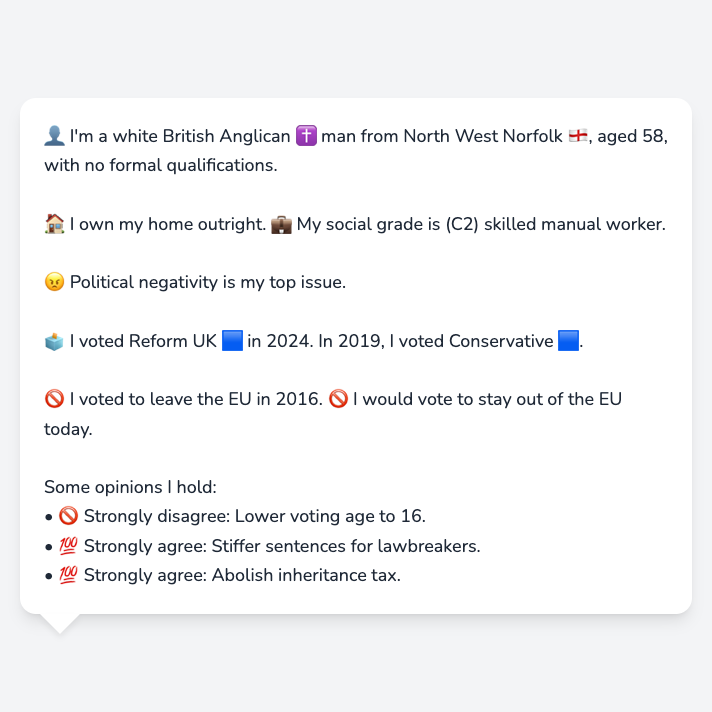 👤 I'm a white British Anglican ✝️ man from North West Norfolk 🏴󠁧󠁢󠁥󠁮󠁧󠁿, aged 58,
with no formal qualifications.
🏠 I own my home outright. 💼 My social grade is (C2) skilled manual worker.
😠 Political negativity is my top issue.
🗳️ I voted Reform UK 🟦 in 2024. In 2019, I voted Conservative 🟦.
🚫 I voted to leave the EU in 2016. 🚫 I would vote to stay out of the EU
today.
Some opinions I hold:
• 🚫 Strongly disagree: Lower voting age to 16.
• 💯 Strongly agree: Stiffer sentences for lawbreakers.
• 💯 Strongly agree: Abolish inheritance tax.